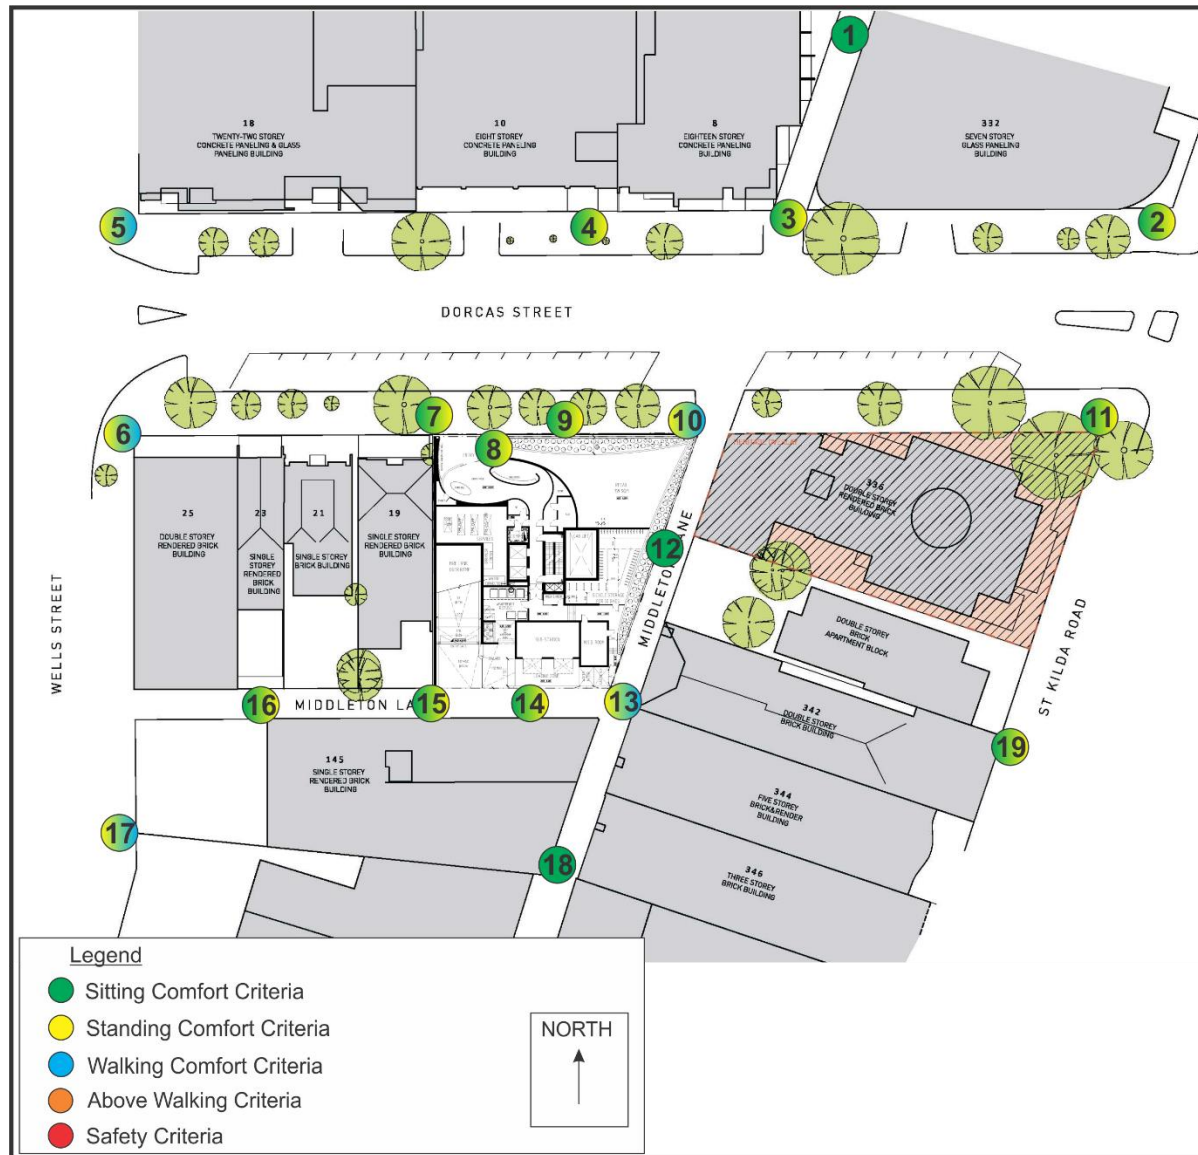 1
18
TWENTY-TWO STOREY
CONCRETE PANELING & GLASS
PANELING BUILDING
10
EIGHT STOREY
CONCRETE PANELING
BUILDING
8
EIGHTEEN STOREY
CONCRETE PANELING
BUILDING
332
SEVEN STOREY
GLASS PANELING
BUILDING
5
4
3
2
DORCAS STREET
6
7
9
10
11
8
25
DOUBLE STOREY
RENDERED BRICK
BUILDING
23
SINGLE
STOREY
RENDERED BRICK
BUILDING
21
SINGLE STOREY
BRICK BUILDING
19
SINGLE STOREY
RENDERED BRICK
BUILDING
336
DOUBLE STOREY
RENDERED BRICK
BUILDING
12
MIDDLETON LANE
WELLS STREET
DOUBLE STOREY
BRICK
APARTMENT BLOCK
ST KILDA ROAD
16
MIDDLETON LA
15
14
13
342
DOUBLE STOREY
BRICK BUILDING
19
145
SINGLE STOREY
RENDERED BRICK
BUILDING
344
FIVE STOREY
BRICK&RENDER
BUILDING
17
18
346
THREE STOREY
BRICK BUILDING
Legend
Sitting Comfort Criteria
Standing Comfort Criteria
Walking Comfort Criteria
Above Walking Criteria
Safety Criteria
NORTH